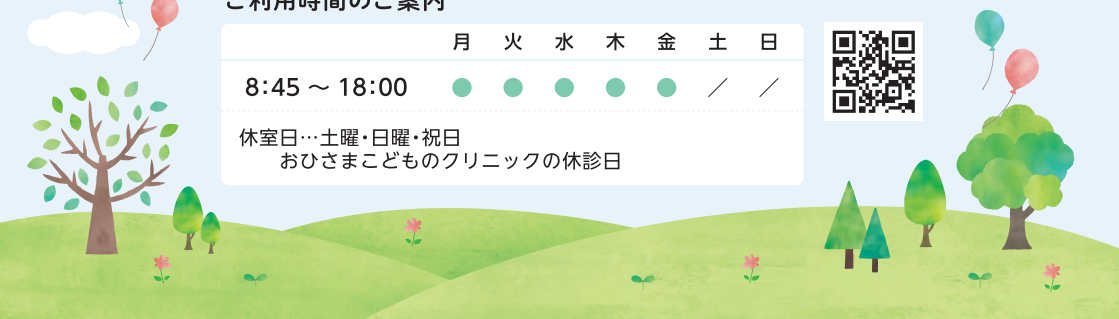 ご利用時間のご案内
月 火 水 木 金 土 日
8:45 ～ 18:00 ● ● ● ● ● ／ ／
休室日…土曜・日曜・祝日
おひさまこどものクリニックの休診日